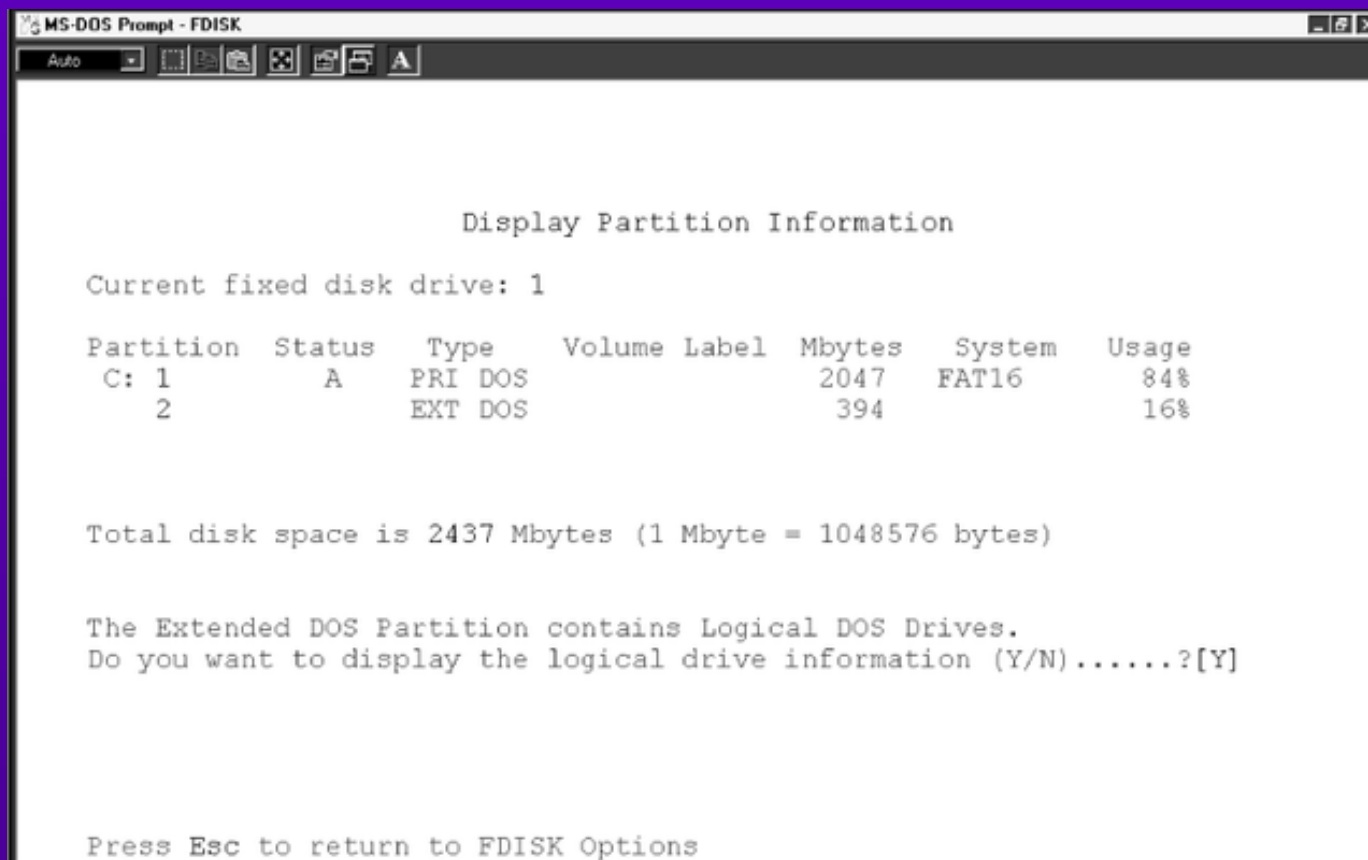 MS-DOS Prompt - FDISK
Auto
A
Display Partition Information
Current fixed disk drive: 1
Partition Status Type Volume Label Mbytes System Usage
C: 1 A PRI DOS 2047 FAT16 84%
2 EXT DOS 394 16%
Total disk space is 2437 Mbytes (1 Mbyte = 1048576 bytes)
The Extended DOS Partition contains Logical DOS Drives.
Do you want to display the logical drive information (Y/N)......?[Y]
Press Esc to return to FDISK Options